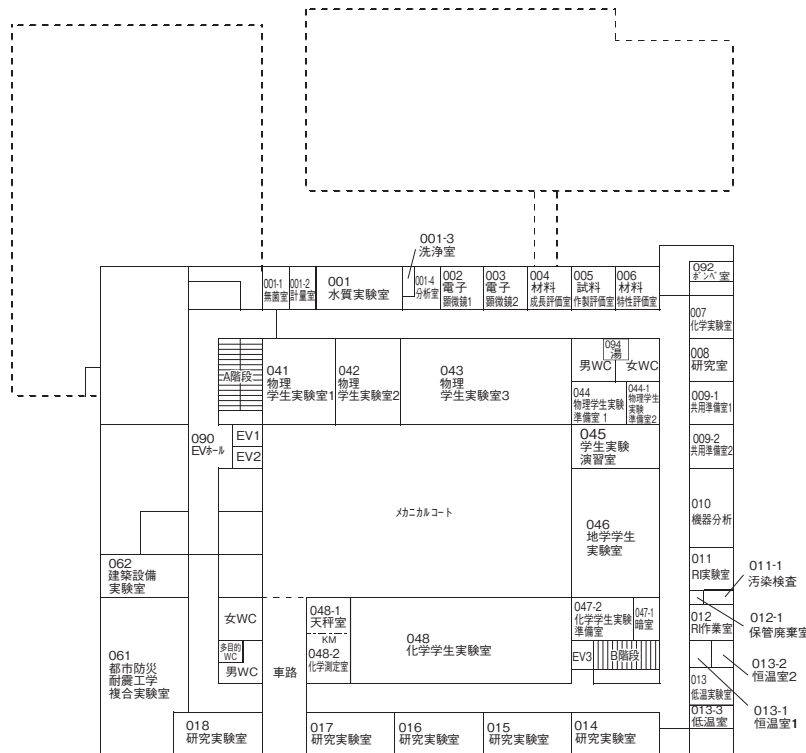 001-3
洗浄室
001-1
無菌室
001-2
計量室
001
水質実験室
001-4
分析室
002
電子
顕微鏡1
003
電子
顕微鏡2
004
材料
成長評価室
005
試料
作製評価室
006
材料
特性評価室
092
ボンベ室
007
化学実験室
A階段
041
物理
学生実験室1
042
物理
学生実験室2
043
物理
学生実験室3
094
湯
男WC
女WC
008
研究室
044
物理学生実験
準備室 1
044-1
物理学生
実験
準備室2
009-1
共用準備室1
090
EVホール
EV1
EV2
045
学生実験
演習室
009-2
共用準備室2
メカニカルコート
046
地学学生
実験室
010
機器分析
062
建築設備
実験室
011
RI実験室
011-1
汚染検査
女WC
048-1
天秤室
KM
048-2
化学測定室
048
化学学生実験室
047-2
化学学生実験
準備室
047-1
暗室
012
RI作業室
012-1
保管廃棄室
061
都市防災
耐震工学
複合実験室
多目的
WC
男WC
車路
EV3
B階段
013-2
恒温室2
013
低温実験室
013-1
恒温室1
013-3
低温室
018
研究実験室
017
研究実験室
016
研究実験室
015
研究実験室
014
研究実験室